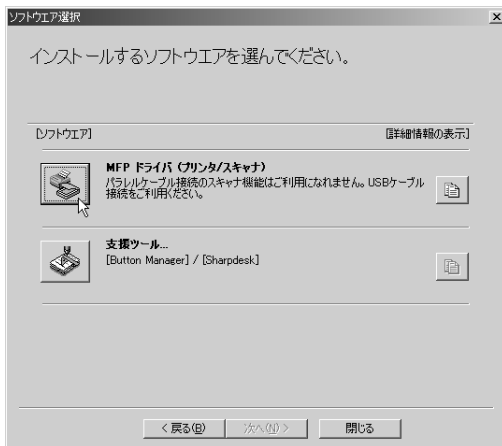 ソフトウエア選択
インストールするソフトウエアを選んでください。
[ソフトウエア]
[詳細情報の表示]
MFP ドライバ (プリンタ/スキャナ)
パラレルケーブル接続のスキャナ機能はご利用になれません。USBケーブル
接続をご利用ください。
支援ツール...
[Button Manager] / [Sharpdesk]
< 戻る(B)
次へ(N) >
閉じる